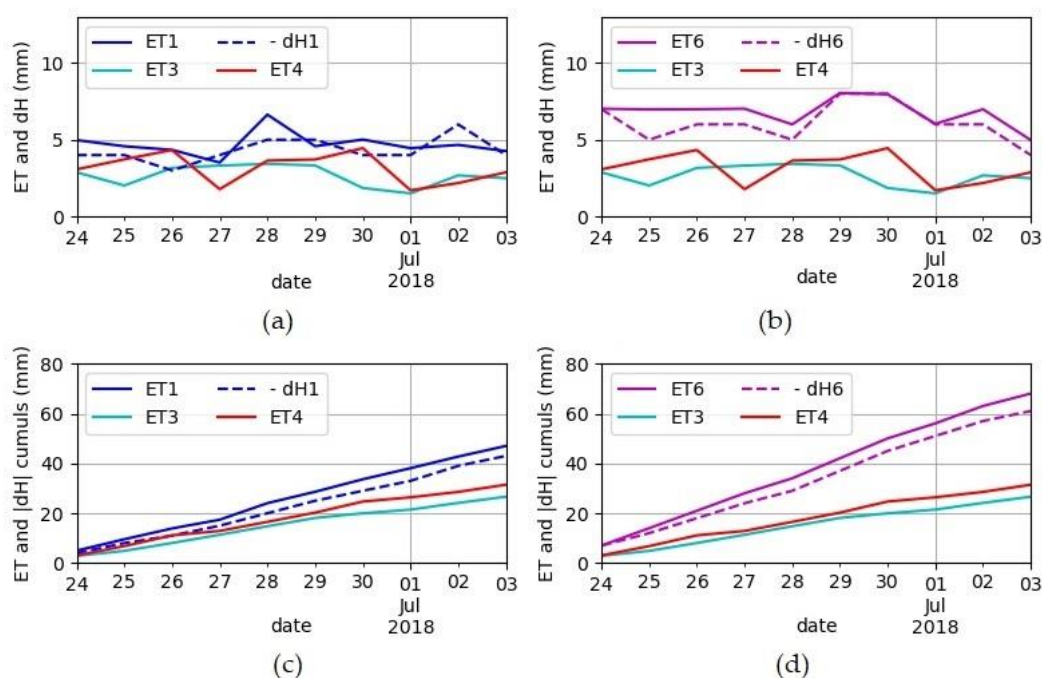 ET and dH (mm)
10
5
0
ET1 - dH1
ET3 ET4
24 25 26 27 28 29 30 01 02 03
Jul
2018
date
(a)
ET and dH (mm)
10
5
0
ET6 - dH6
ET3 ET4
24 25 26 27 28 29 30 01 02 03
Jul
2018
date
(b)
ET and |dH| cumuls (mm)
80
60
40
20
0
ET1 - dH1
ET3 ET4
24 25 26 27 28 29 30 01 02 03
Jul
2018
date
(c)
ET and |dH| cumuls (mm)
80
60
40
20
0
ET6 - dH6
ET3 ET4
24 25 26 27 28 29 30 01 02 03
Jul
2018
date
(d)